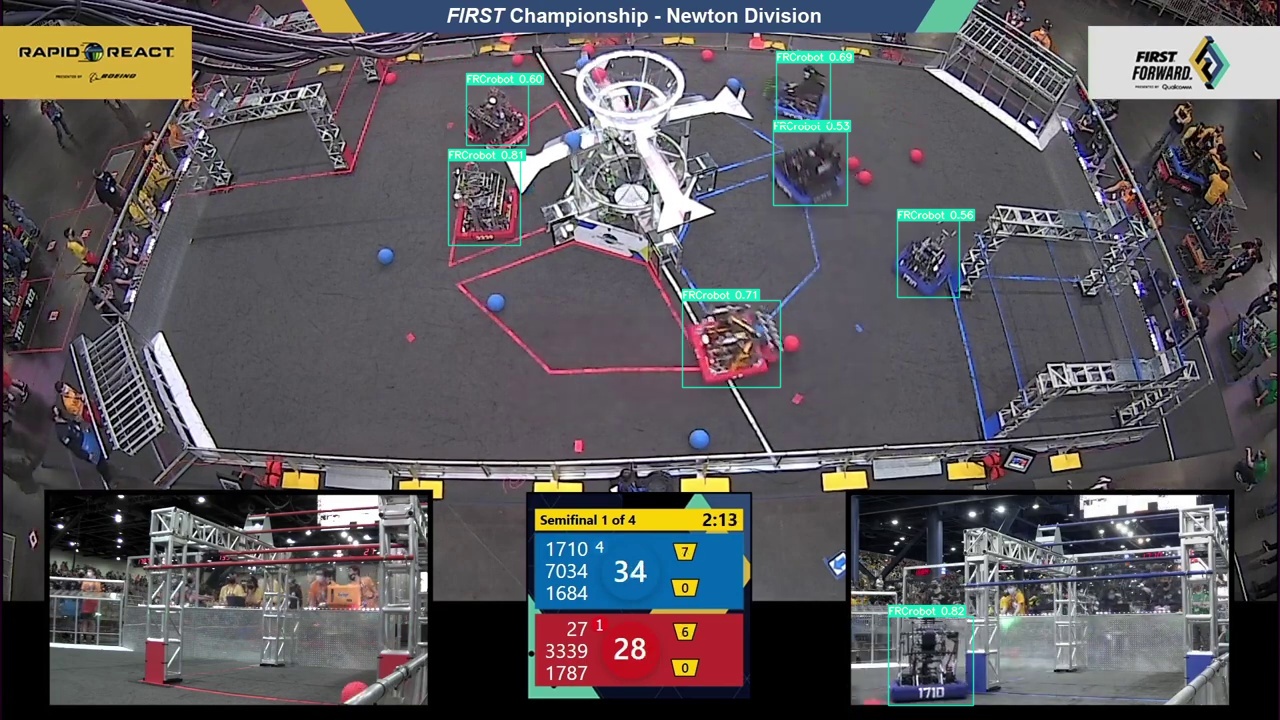 FIRST Championship - Newton Division
RAPID REACT
PRESENTED BY BOEING
FIRST
FORWARD
PRESENTED BY Qualcomm
FRCrobot 0.60
FRCrobot 0.69
FRCrobot 0.53
FRCrobot 0.81
FRCrobot 0.56
FRCrobot 0.71
Semifinal 1 of 4 2:13
1710 4
7034
1684
34
7
0
27 1
3339
1787
28
6
0
FRCrobot 0.82
1710